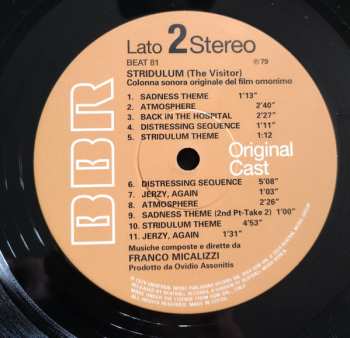 Lato 2 Stereo
BEAT 81
℗79
STRIDULUM (The Visitor)
Colonna sonora originale del film omonimo
1. SADNESS THEME 1'13"
2. ATMOSPHERE 2'40"
3. BACK IN THE HOSPITAL 2'27"
4. DISTRESSING SEQUENCE 1'11"
5. STRIDULUM THEME 1:12
Original
Cast
6. DISTRESSING SEQUENCE 5'08"
7. JERZY, AGAIN 1'03"
8. ATMOSPHERE 2'26"
9. SADNESS THEME (2nd Pt-Take 2) 1'00"
10. STRIDULUM THEME 4'53"
11. JERZY, AGAIN 1'31"
Musiche composte e dirette da
FRANCO MICALIZZI
Prodotto da Ovidio Assonitis
BBR